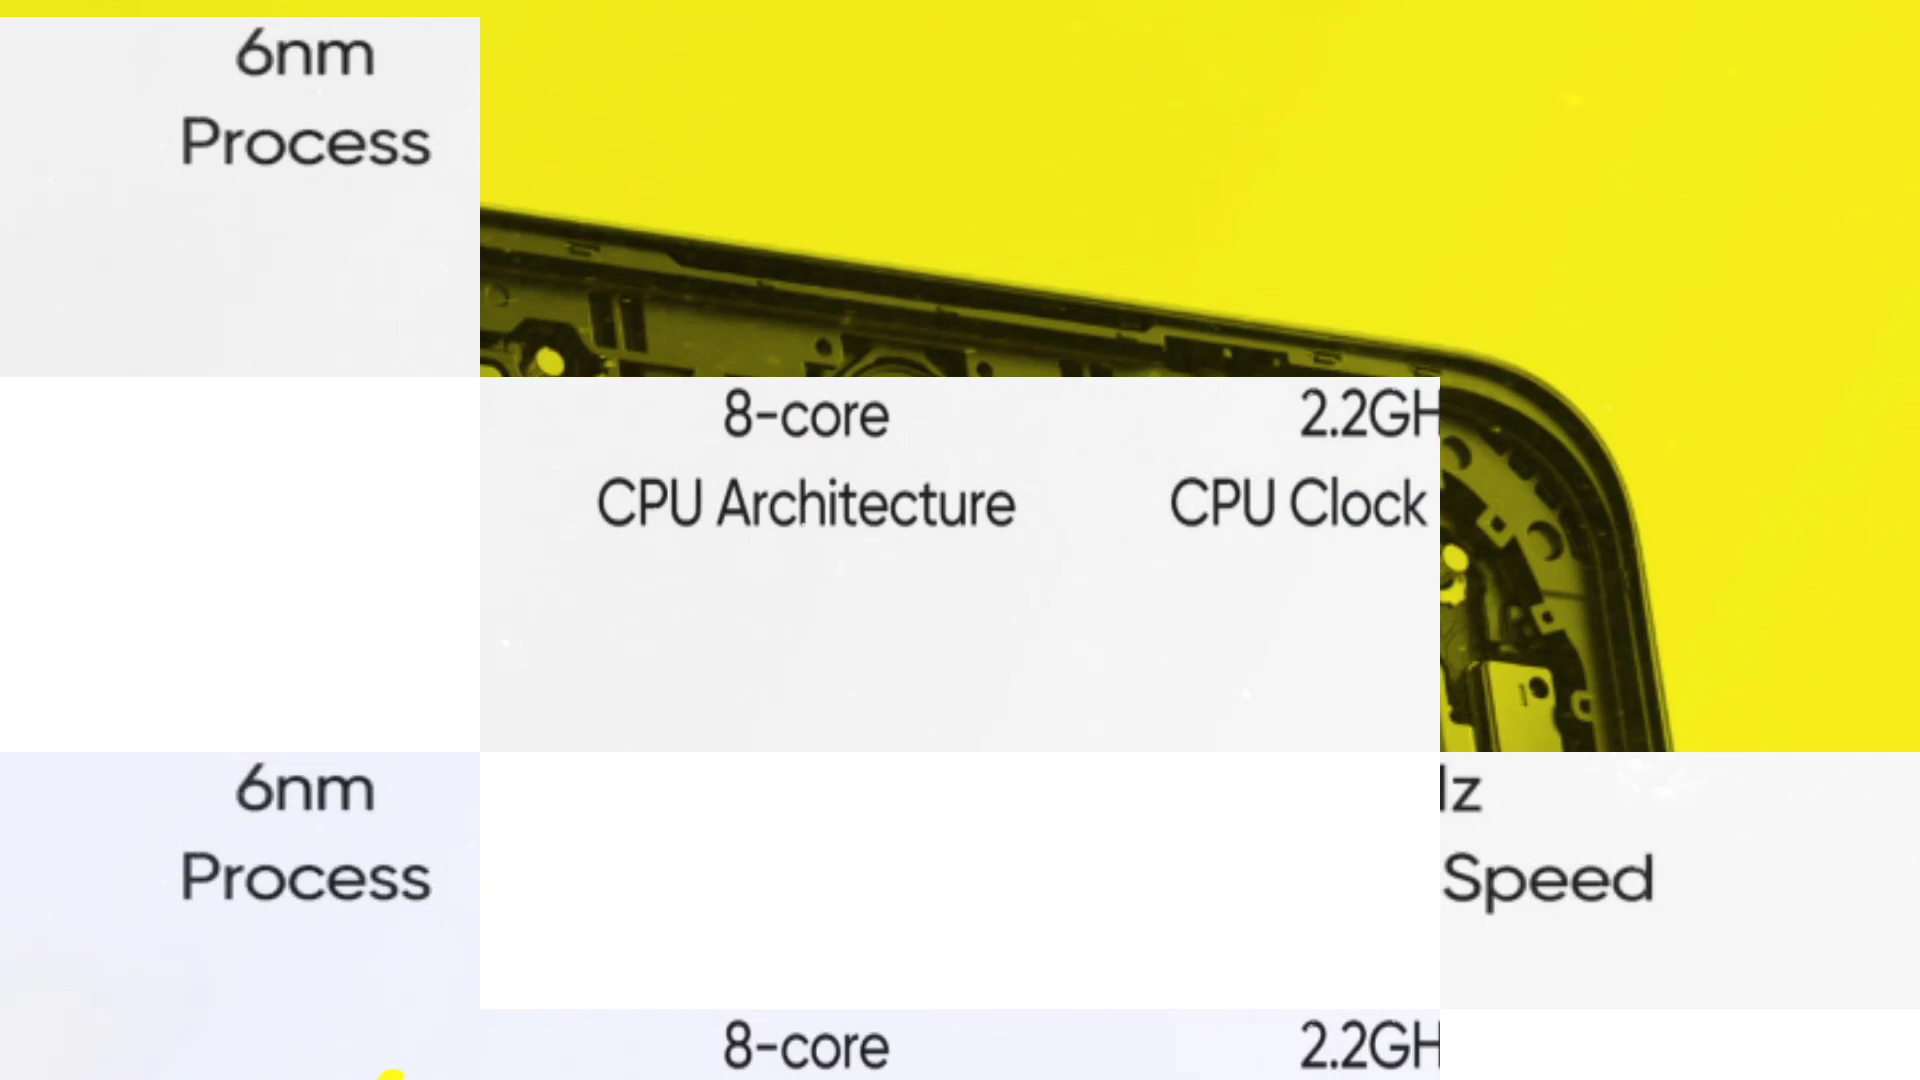 6nm
Process
8-core
2.2GH
CPU Architecture
CPU Clock
6nm
lz
Process
Speed
8-core
2.2GH